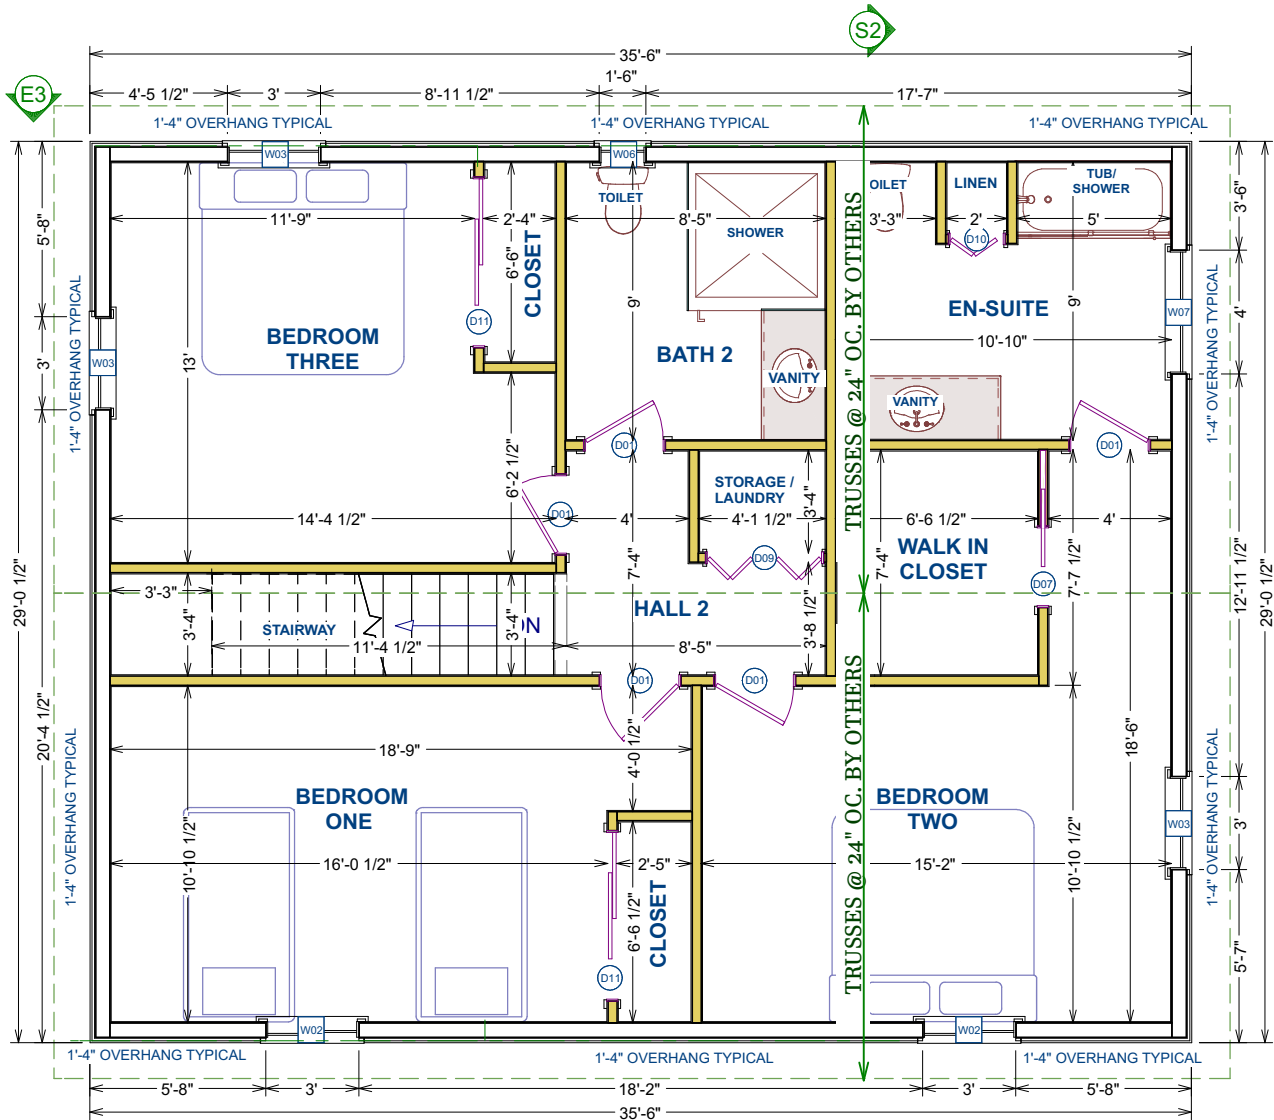 S2
35'-6"
1'-6"
E3
4'-5 1/2"
3'
8'-11 1/2"
17'-7"
1'-4" OVERHANG TYPICAL
1'-4" OVERHANG TYPICAL
1'-4" OVERHANG TYPICAL
W03
W06
TOILET
OILET
LINEN
TUB/
SHOWER
11'-9"
2'-4"
8'-5"
3'-3"
2'
5'
SHOWER
D10
5'-8"
3'-6"
6'-6"
CLOSET
9'
9'
EN-SUITE
4'
W07
1'-4" OVERHANG TYPICAL
1'-4" OVERHANG TYPICAL
D11
BEDROOM
THREE
BATH 2
10'-10"
3'
W03
13'
VANITY
VANITY
TRUSSES @ 24" OC. BY OTHERS
D01
D01
6'-2 1/2"
STORAGE /
LAUNDRY
3'-4"
14'-4 1/2"
D01
4'
4'-1 1/2"
6'-6 1/2"
4'
WALK IN
CLOSET
D09
7'-4"
7'-4"
7'-7 1/2"
D07
12'-11 1/2"
29'-0 1/2"
29'-0 1/2"
3'-3"
3'-4"
STAIRWAY
3'-4"
N
HALL 2
3'-8 1/2"
11'-4 1/2"
8'-5"
D01
D01
20'-4 1/2"
18'-9"
4'-0 1/2"
18'-6"
1'-4" OVERHANG TYPICAL
1'-4" OVERHANG TYPICAL
TRUSSES @ 24" OC. BY OTHERS
BEDROOM
ONE
BEDROOM
TWO
W03
3'
10'-10 1/2"
16'-0 1/2"
2'-5"
15'-2"
10'-10 1/2"
6'-6 1/2"
CLOSET
D11
5'-7"
W02
W02
1'-4" OVERHANG TYPICAL
1'-4" OVERHANG TYPICAL
1'-4" OVERHANG TYPICAL
5'-8"
3'
18'-2"
3'
5'-8"
35'-6"